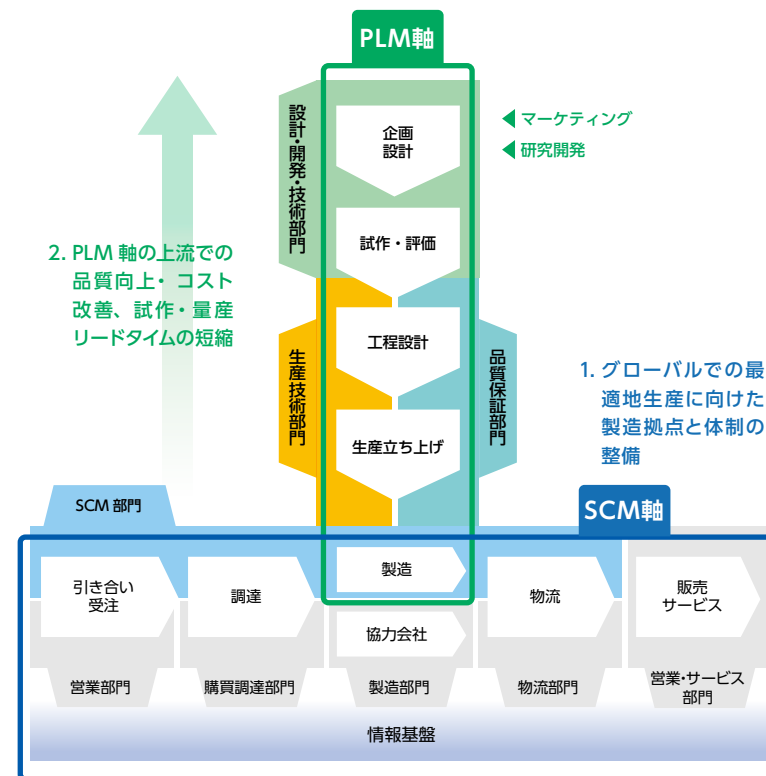 PLM軸
設計・開発・技術部門
企画
設計
マーケティング
研究開発
試作・評価
2. PLM 軸の上流での
品質向上・ コスト
改善、試作・量産
リードタイムの短縮
生産技術部門
工程設計
品質保証部門
1. グローバルでの最
適地生産に向けた
製造拠点と体制の
整備
生産立ち上げ
SCM 部門
SCM軸
引き合い
受注
調達
製造
協力会社
物流
販売
サービス
営業部門
購買調達部門
製造部門
物流部門
営業・サービス
部門
情報基盤